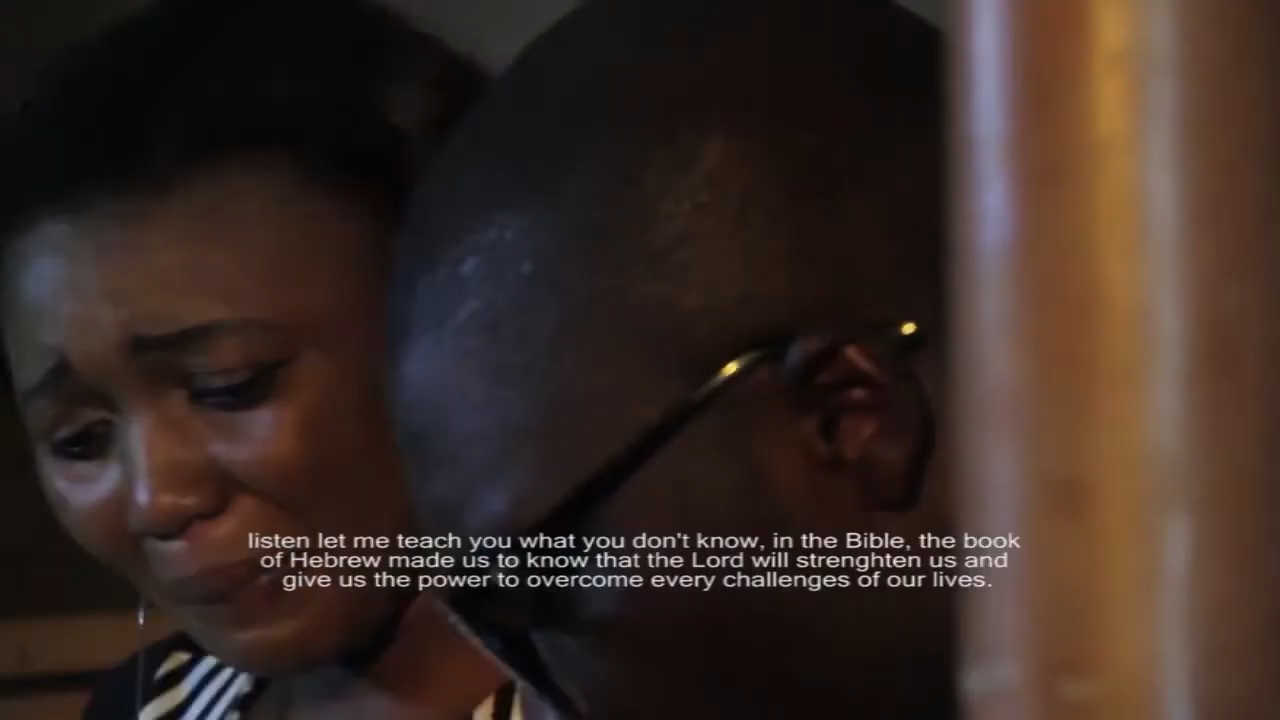 listen let me teach you what you don't know, in the Bible, the book
of Hebrew made us to know that the Lord will strenghten us and
give us the power to overcome every challenges of our lives.